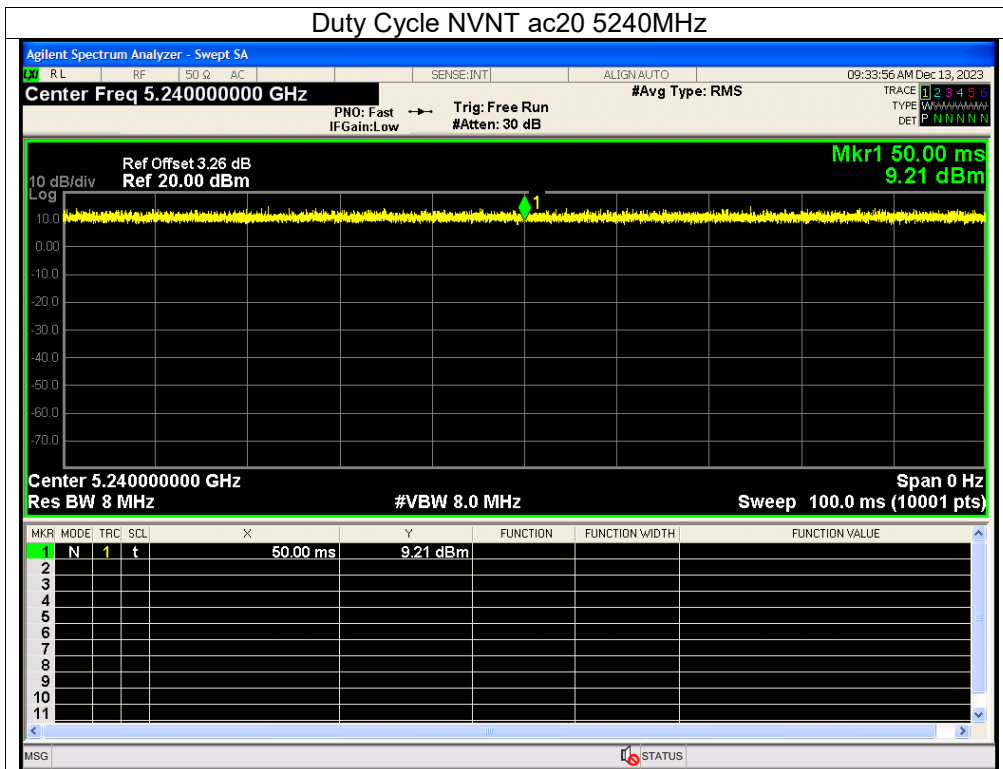 Duty Cycle NVNT ac20 5240MHz
Agilent Spectrum Analyzer - Swept SA
LXI RL RF 50 Ω AC SENSE:INT ALIGN AUTO 09:33:56 AM Dec 13, 2023
Center Freq 5.240000000 GHz #Avg Type: RMS TRACE 1 2 3 4 5 6
PNO: Fast Trig: Free Run TYPE WWWWWW
IFGain:Low #Atten: 30 dB DET P N N N N N
Mkr1 50.00 ms
Ref Offset 3.26 dB
10 dB/div Ref 20.00 dBm 9.21 dBm
Log
1
10.0
0.00
-10.0
-20.0
-30.0
-40.0
-50.0
-60.0
-70.0
Center 5.240000000 GHz Span 0 Hz
Res BW 8 MHz #VBW 8.0 MHz Sweep 100.0 ms (10001 pts)
MKR MODE TRC SCL X Y FUNCTION FUNCTION WIDTH FUNCTION VALUE
1 N 1 t 50.00 ms 9.21 dBm
2
3
4
5
6
7
8
9
10
11
MSG STATUS